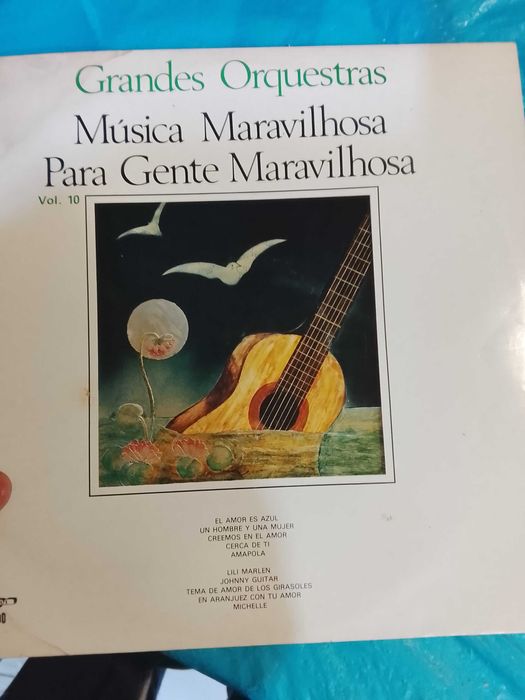 Grandes Orquestras
Música Maravilhosa
Para Gente Maravilhosa
Vol. 10
EL AMOR ES AZUL
UN HOMBRE Y UNA MUJER
CREEMOS EN EL AMOR
CERCA DE TI
AMAPOLA
LILI MARLEN
JOHNNY GUITAR
TEMA DE AMOR DE LOS GIRASOLES
EN ARANJUEZ CON TU AMOR
MICHELLE